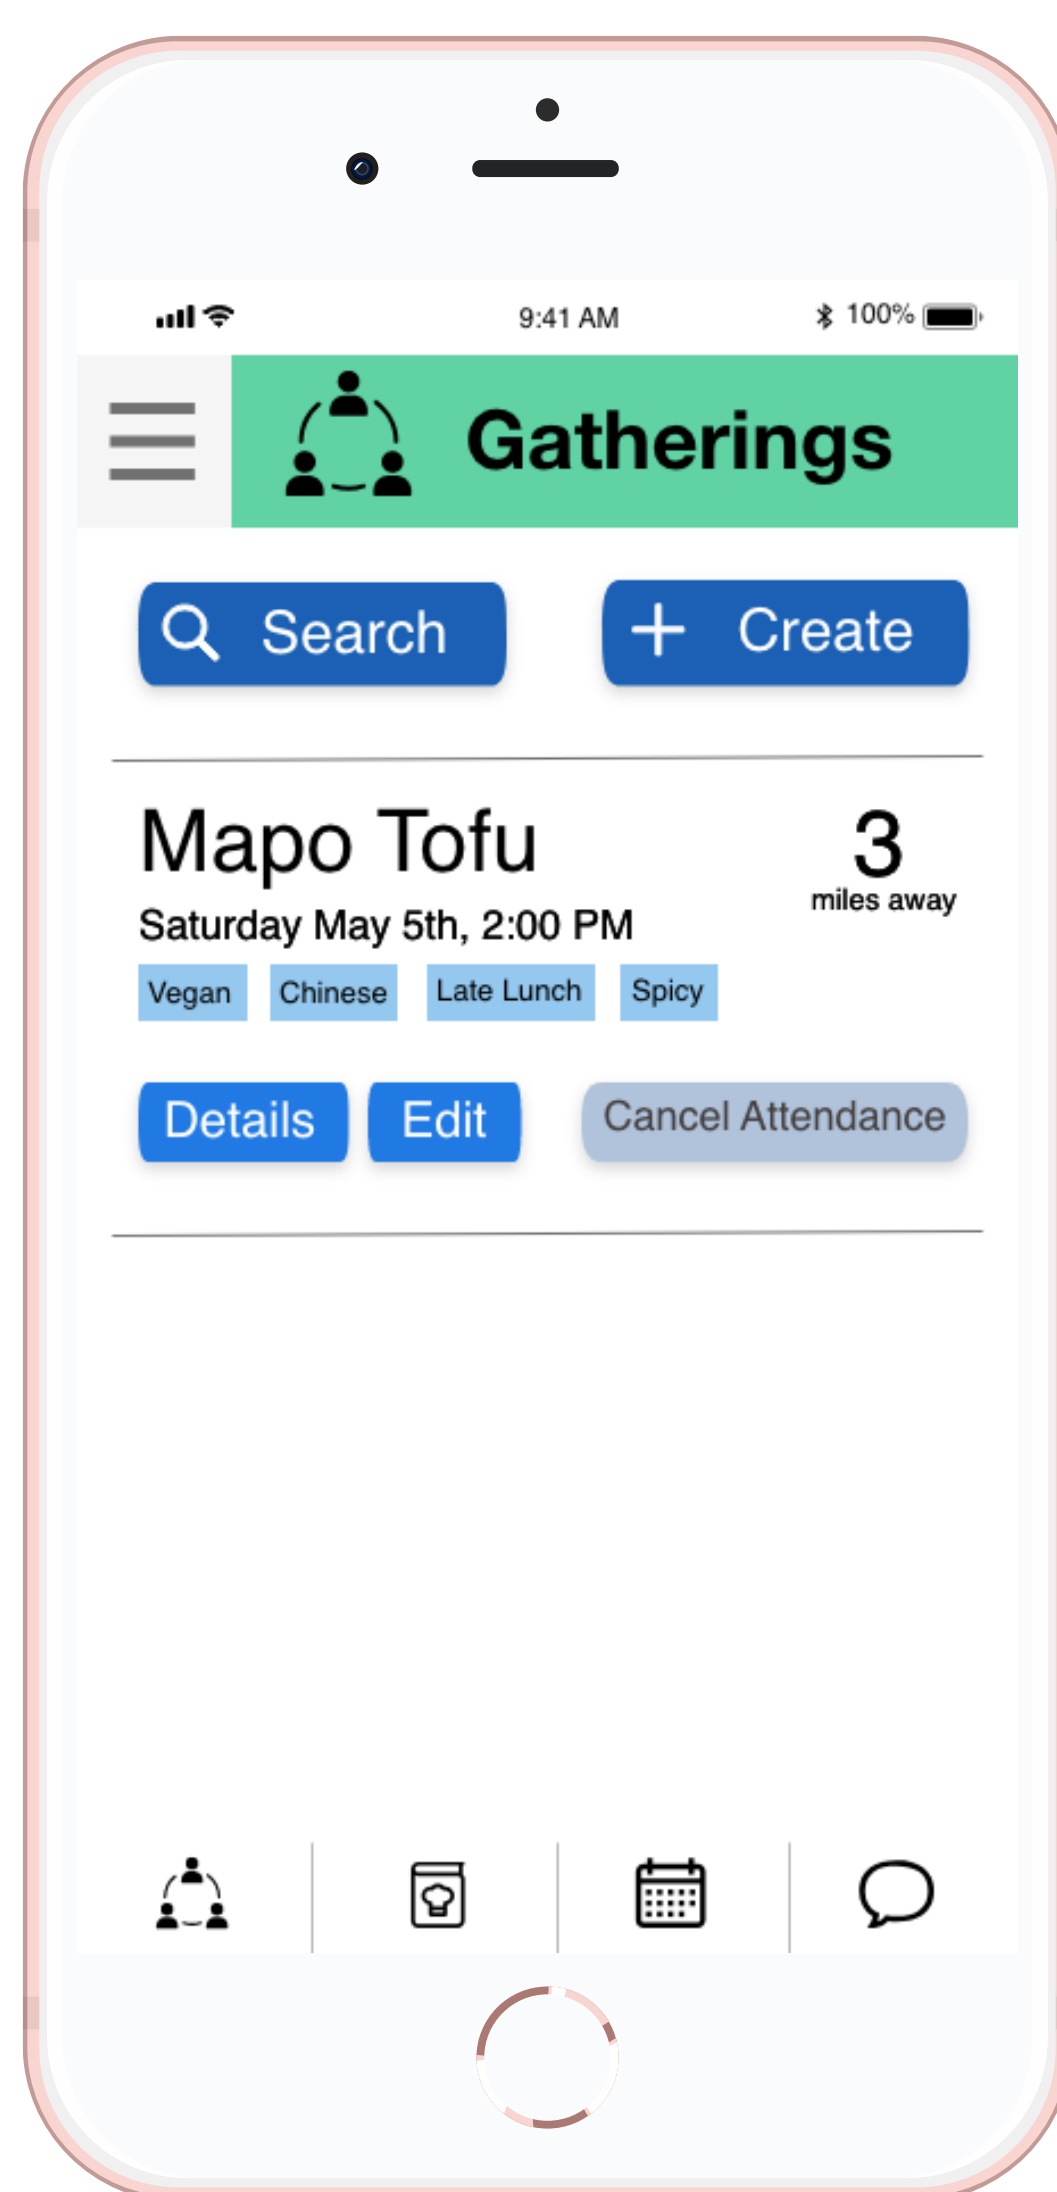 9:41 AM 100%
Gatherings
Search Create
Mapo Tofu 3
miles away
Saturday May 5th, 2:00 PM
Vegan Chinese Late Lunch Spicy
Details Edit Cancel Attendance